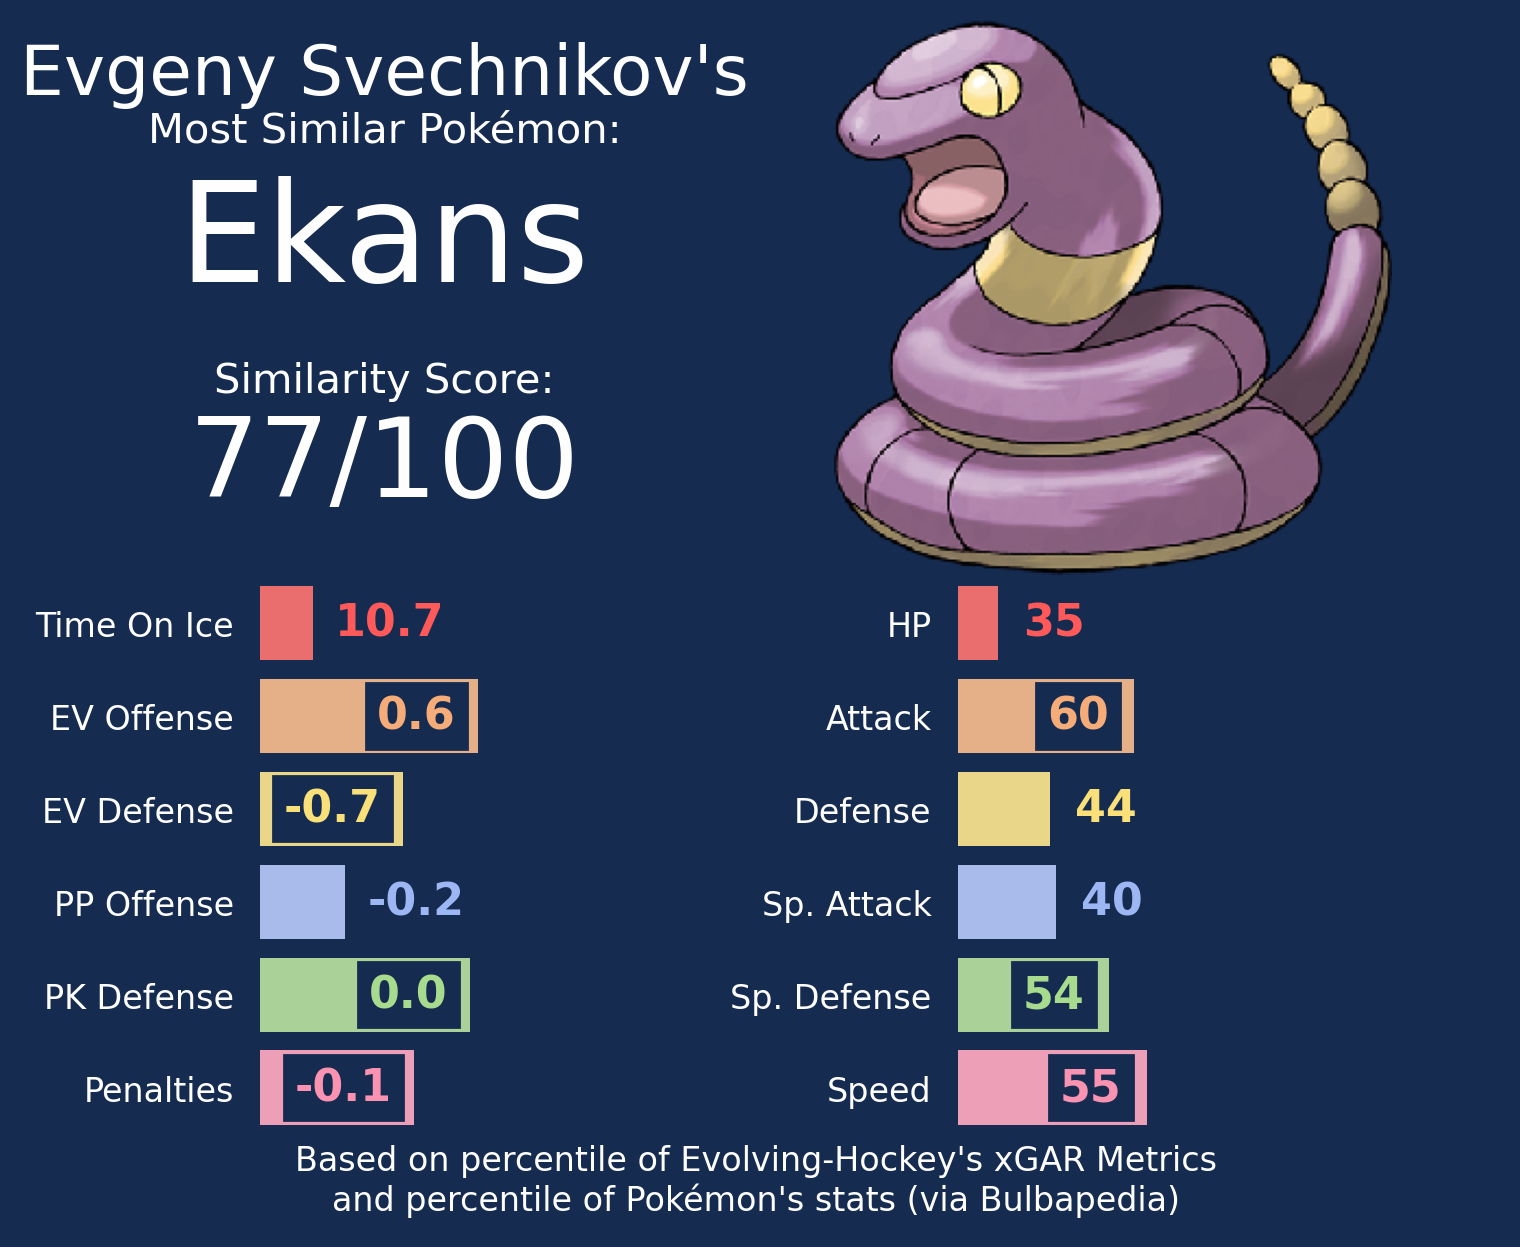 Evgeny Svechnikov's
Most Similar Pokémon:
Ekans
Similarity Score:
77/100
Time On Ice 10.7
EV Offense 0.6
EV Defense -0.7
PP Offense -0.2
PK Defense 0.0
Penalties -0.1
HP 35
Attack 60
Defense 44
Sp. Attack 40
Sp. Defense 54
Speed 55
Based on percentile of Evolving-Hockey's xGAR Metrics
and percentile of Pokémon's stats (via Bulbapedia)